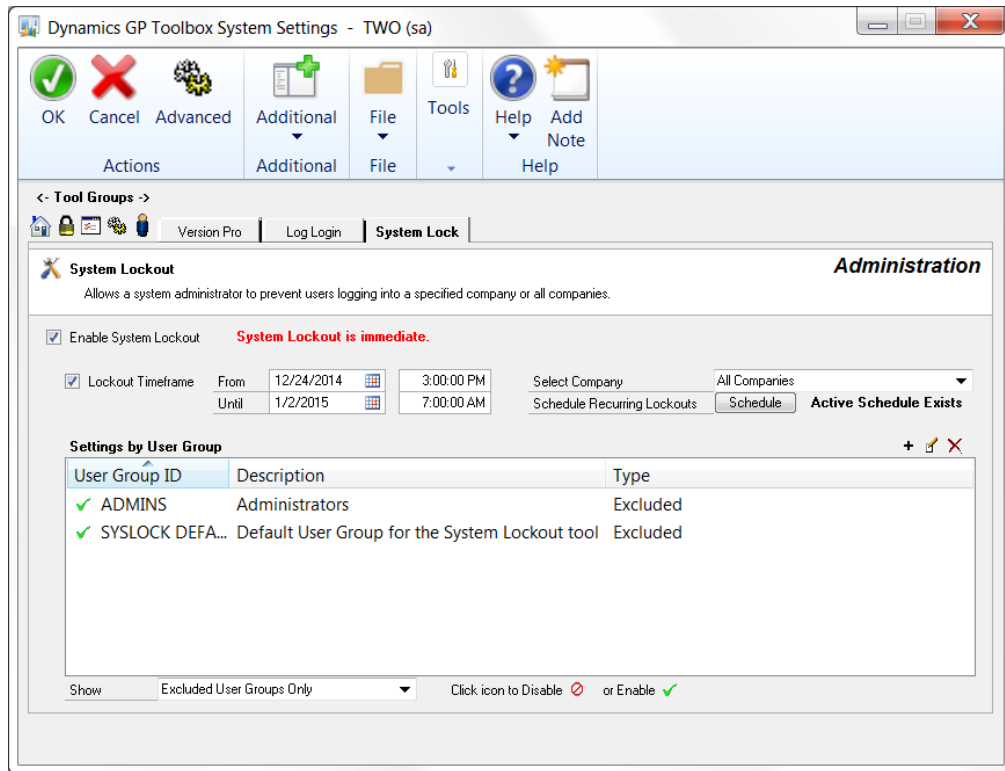 Dynamics GP Toolbox System Settings - TWO (sa)
OK Cancel Advanced Additional File Tools Help Add Note
Actions Additional File Help
<- Tool Groups ->
Version Pro Log Login System Lock
System Lockout Administration
Allows a system administrator to prevent users logging into a specified company or all companies.
Enable System Lockout System Lockout is immediate.
Lockout Timeframe From 12/24/2014 3:00:00 PM Select Company All Companies
Until 1/2/2015 7:00:00 AM Schedule Recurring Lockouts Schedule Active Schedule Exists
Settings by User Group
User Group ID Description Type
ADMINS Administrators Excluded
SYSLOCK DEFA... Default User Group for the System Lockout tool Excluded
Show Excluded User Groups Only Click icon to Disable or Enable